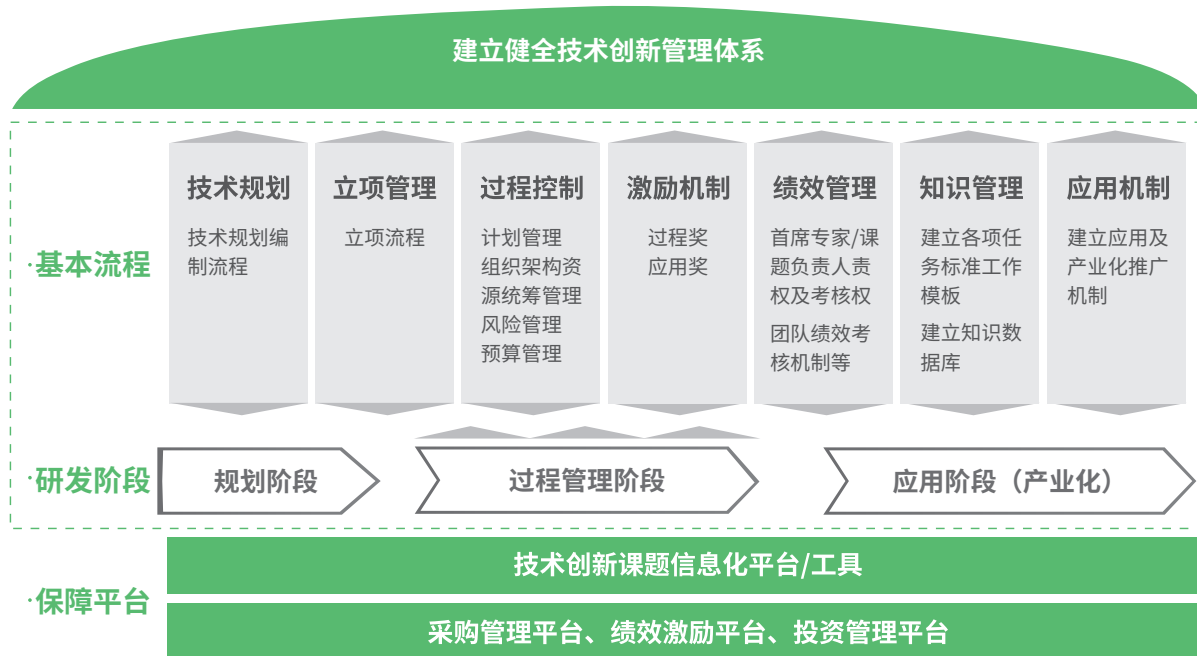 建立健全技术创新管理体系
·基本流程
技术规划
技术规划编
制流程
立项管理
立项流程
过程控制
计划管理
组织架构资
源统筹管理
风险管理
预算管理
激励机制
过程奖
应用奖
绩效管理
首席专家/课
题负责人责
权及考核权
团队绩效考
核机制等
知识管理
建立各项任
务标准工作
模板
建立知识数
据库
应用机制
建立应用及
产业化推广
机制
·研发阶段
规划阶段
过程管理阶段
应用阶段（产业化）
·保障平台
技术创新课题信息化平台/工具
采购管理平台、绩效激励平台、投资管理平台